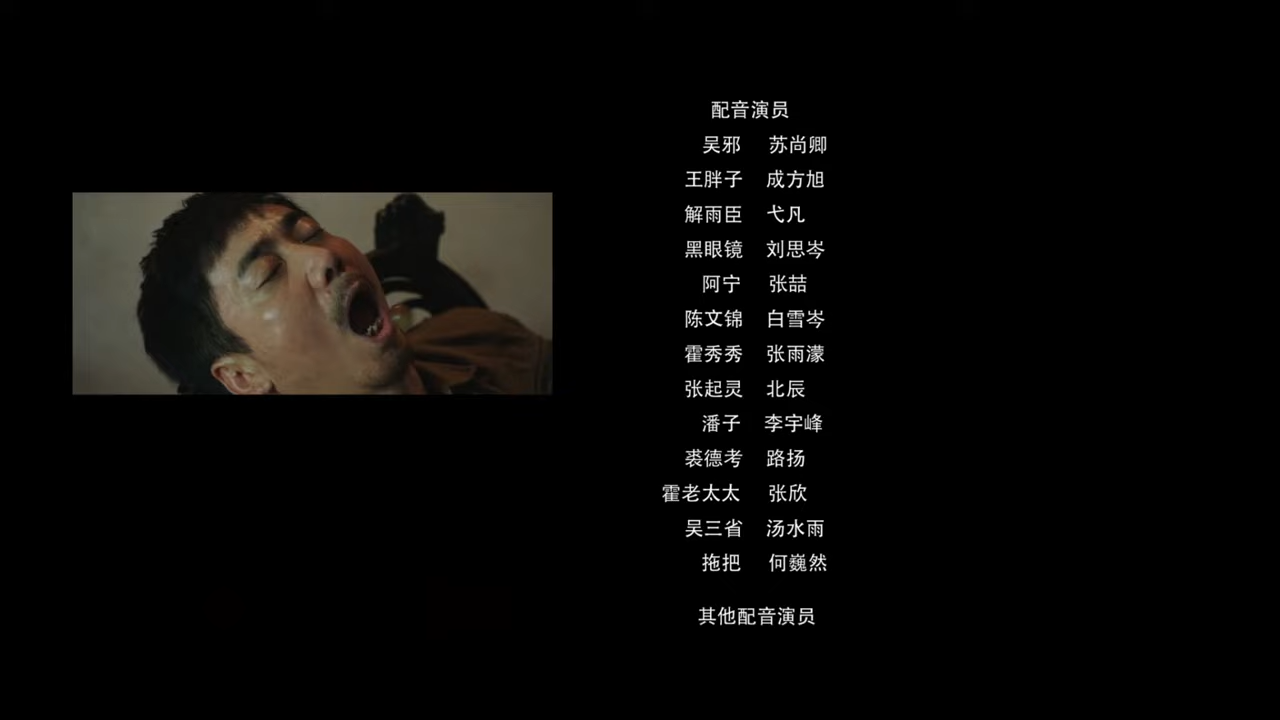 配音演员
吴邪 苏尚卿
王胖子 成方旭
解雨臣 弋凡
黑眼镜 刘思岑
阿宁 张喆
陈文锦 白雪岑
霍秀秀 张雨濛
张起灵 北辰
潘子 李宇峰
裘德考 路扬
霍老太太 张欣
吴三省 汤水雨
拖把 何巍然
其他配音演员